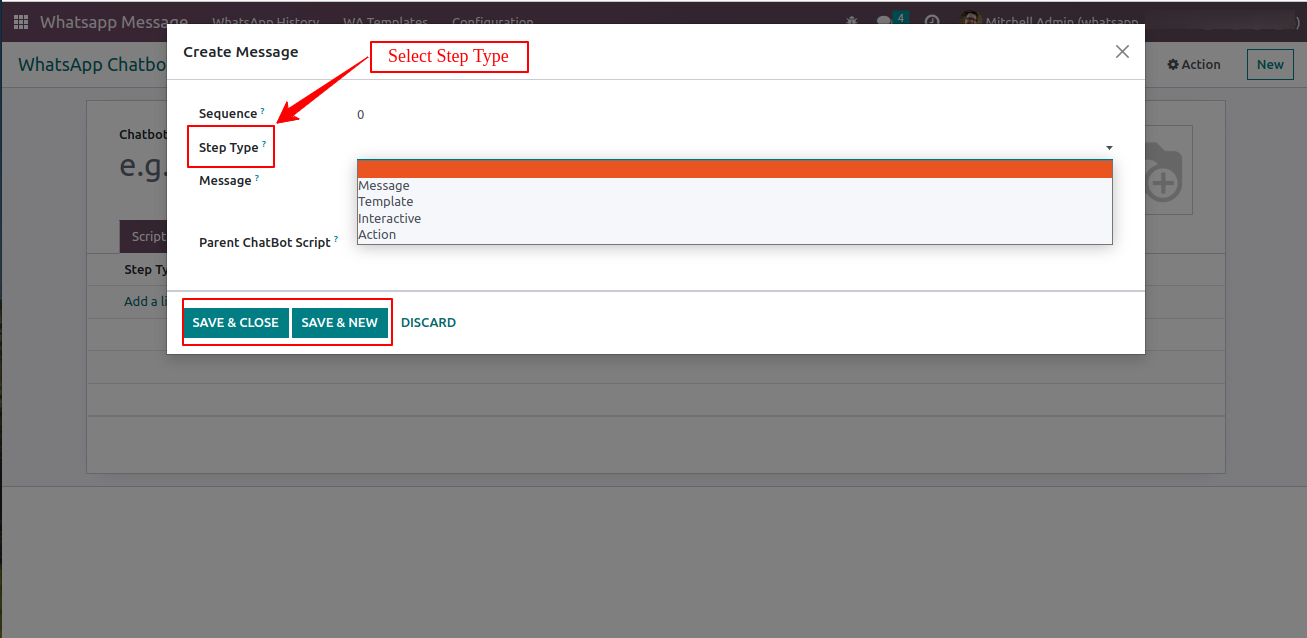 Whatsapp Message WhatsApp History WA Templates Configuration 4 Mitchell Admin (whatsapp )
Create Message
Select Step Type
WhatsApp Chatbo
Action
New
Sequence ?
0
Chatbot
Step Type ?
e.g.
Message ?
Message
Template
Interactive
Action
Script
Parent ChatBot Script ?
Step Ty
Add a li
SAVE & CLOSE SAVE & NEW DISCARD